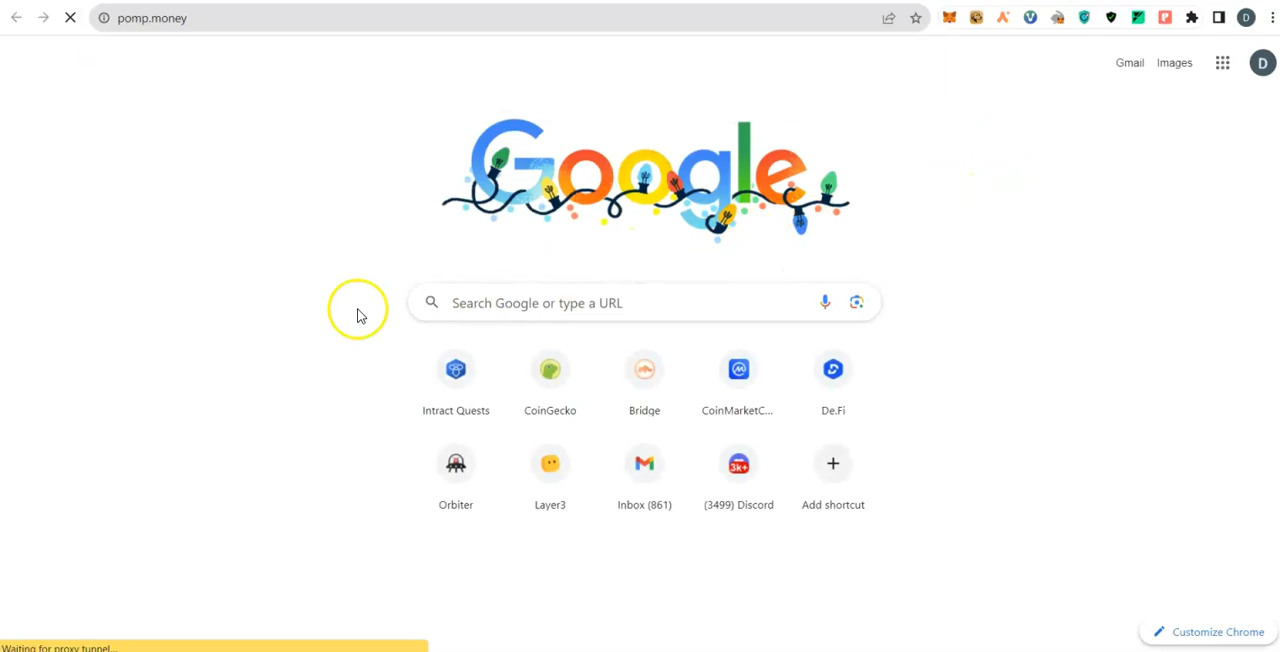 pomp.money
D
Gmail
Images
D
Google
Search Google or type a URL
Intract Quests
CoinGecko
Bridge
CoinMarketC...
De.Fi
3k+
Orbiter
Layer3
Inbox (861)
(3499) Discord
Add shortcut
Customize Chrome
Waiting for proxy tunnel...